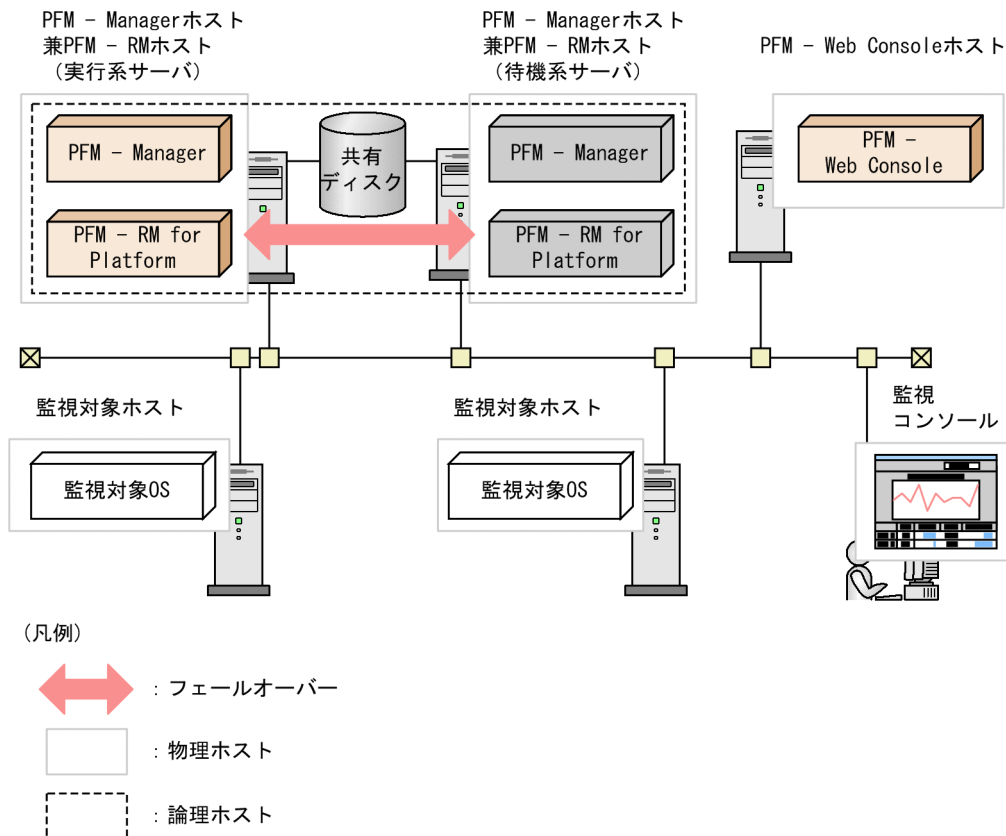 PFM - Managerホスト
兼PFM - RMホスト
(実行系サーバ)
PFM - Managerホスト
兼PFM - RMホスト
(待機系サーバ)
PFM - Web Consoleホスト
PFM - Manager
共有
ディスク
PFM - Manager
PFM -
Web Console
PFM - RM for
Platform
PFM - RM for
Platform
監視対象ホスト
監視対象ホスト
監視
コンソール
監視対象OS
監視対象OS
(凡例)
: フェールオーバー
: 物理ホスト
: 論理ホスト